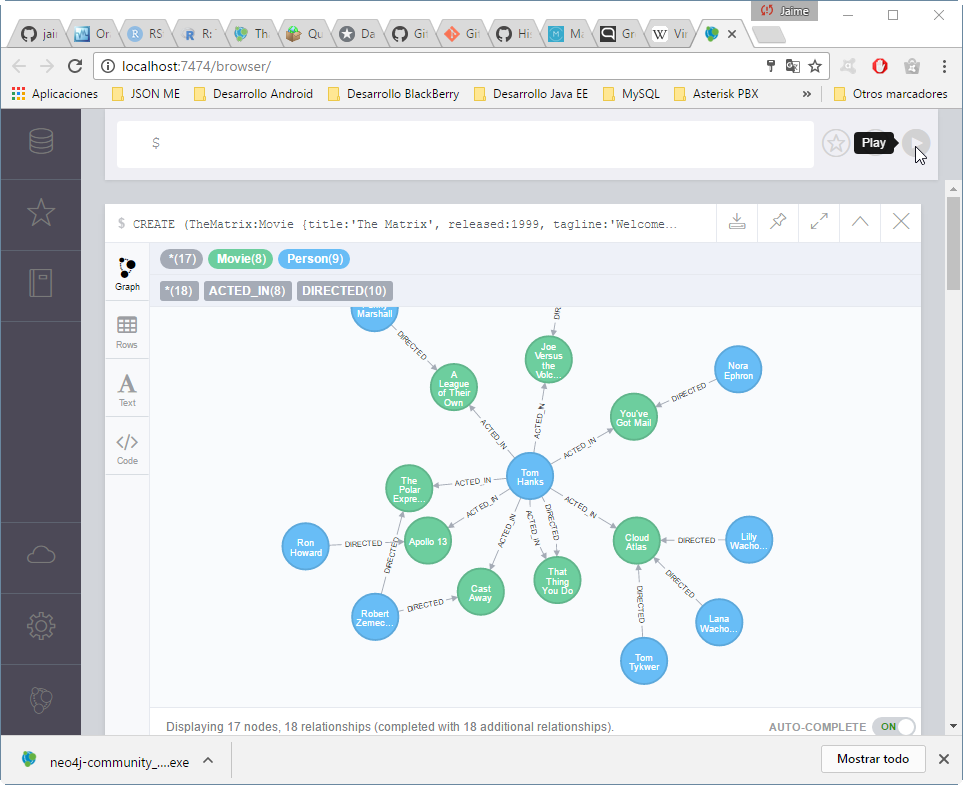 Jaime
jai
Or
RS
R:
Th
Qu
Da
Git
Git
His
Ma
Gr
Vir
localhost:7474/browser/
Aplicaciones
JSON ME
Desarrollo Android
Desarrollo BlackBerry
Desarrollo Java EE
MySQL
Asterisk PBX
»
Otros marcadores
$
Play
$ CREATE (TheMatrix:Movie {title:'The Matrix', released:1999, tagline:'Welcome...
*(17) Movie(8) Person(9)
*(18) ACTED_IN(8) DIRECTED(10)
Graph
Rows
Text
Code
Marshall
DIRECTED
A
League
of Their
Own
ACTED_IN
DIR
Joe
Versus
the
Volc...
ACTED_IN
Nora
Ephron
DIRECTED
You've
Got Mail
ACTED_IN
Tom
Hanks
The
Polar
Expre...
ACTED_IN
ACTED_IN
Ron
Howard
DIRECTED
Apollo 13
DIRECTED
ACTED_IN
ACTED_IN
DIRECTED
ACTED_IN
Cloud
Atlas
DIRECTED
Lilly
Wacho...
Robert
Zemec...
DIRECTED
Cast
Away
That
Thing
You Do
DIRECTED
DIRECTED
Lana
Wacho...
Tom
Tykwer
Displaying 17 nodes, 18 relationships (completed with 18 additional relationships).
AUTO-COMPLETE ON
neo4j-community_....exe
Mostrar todo